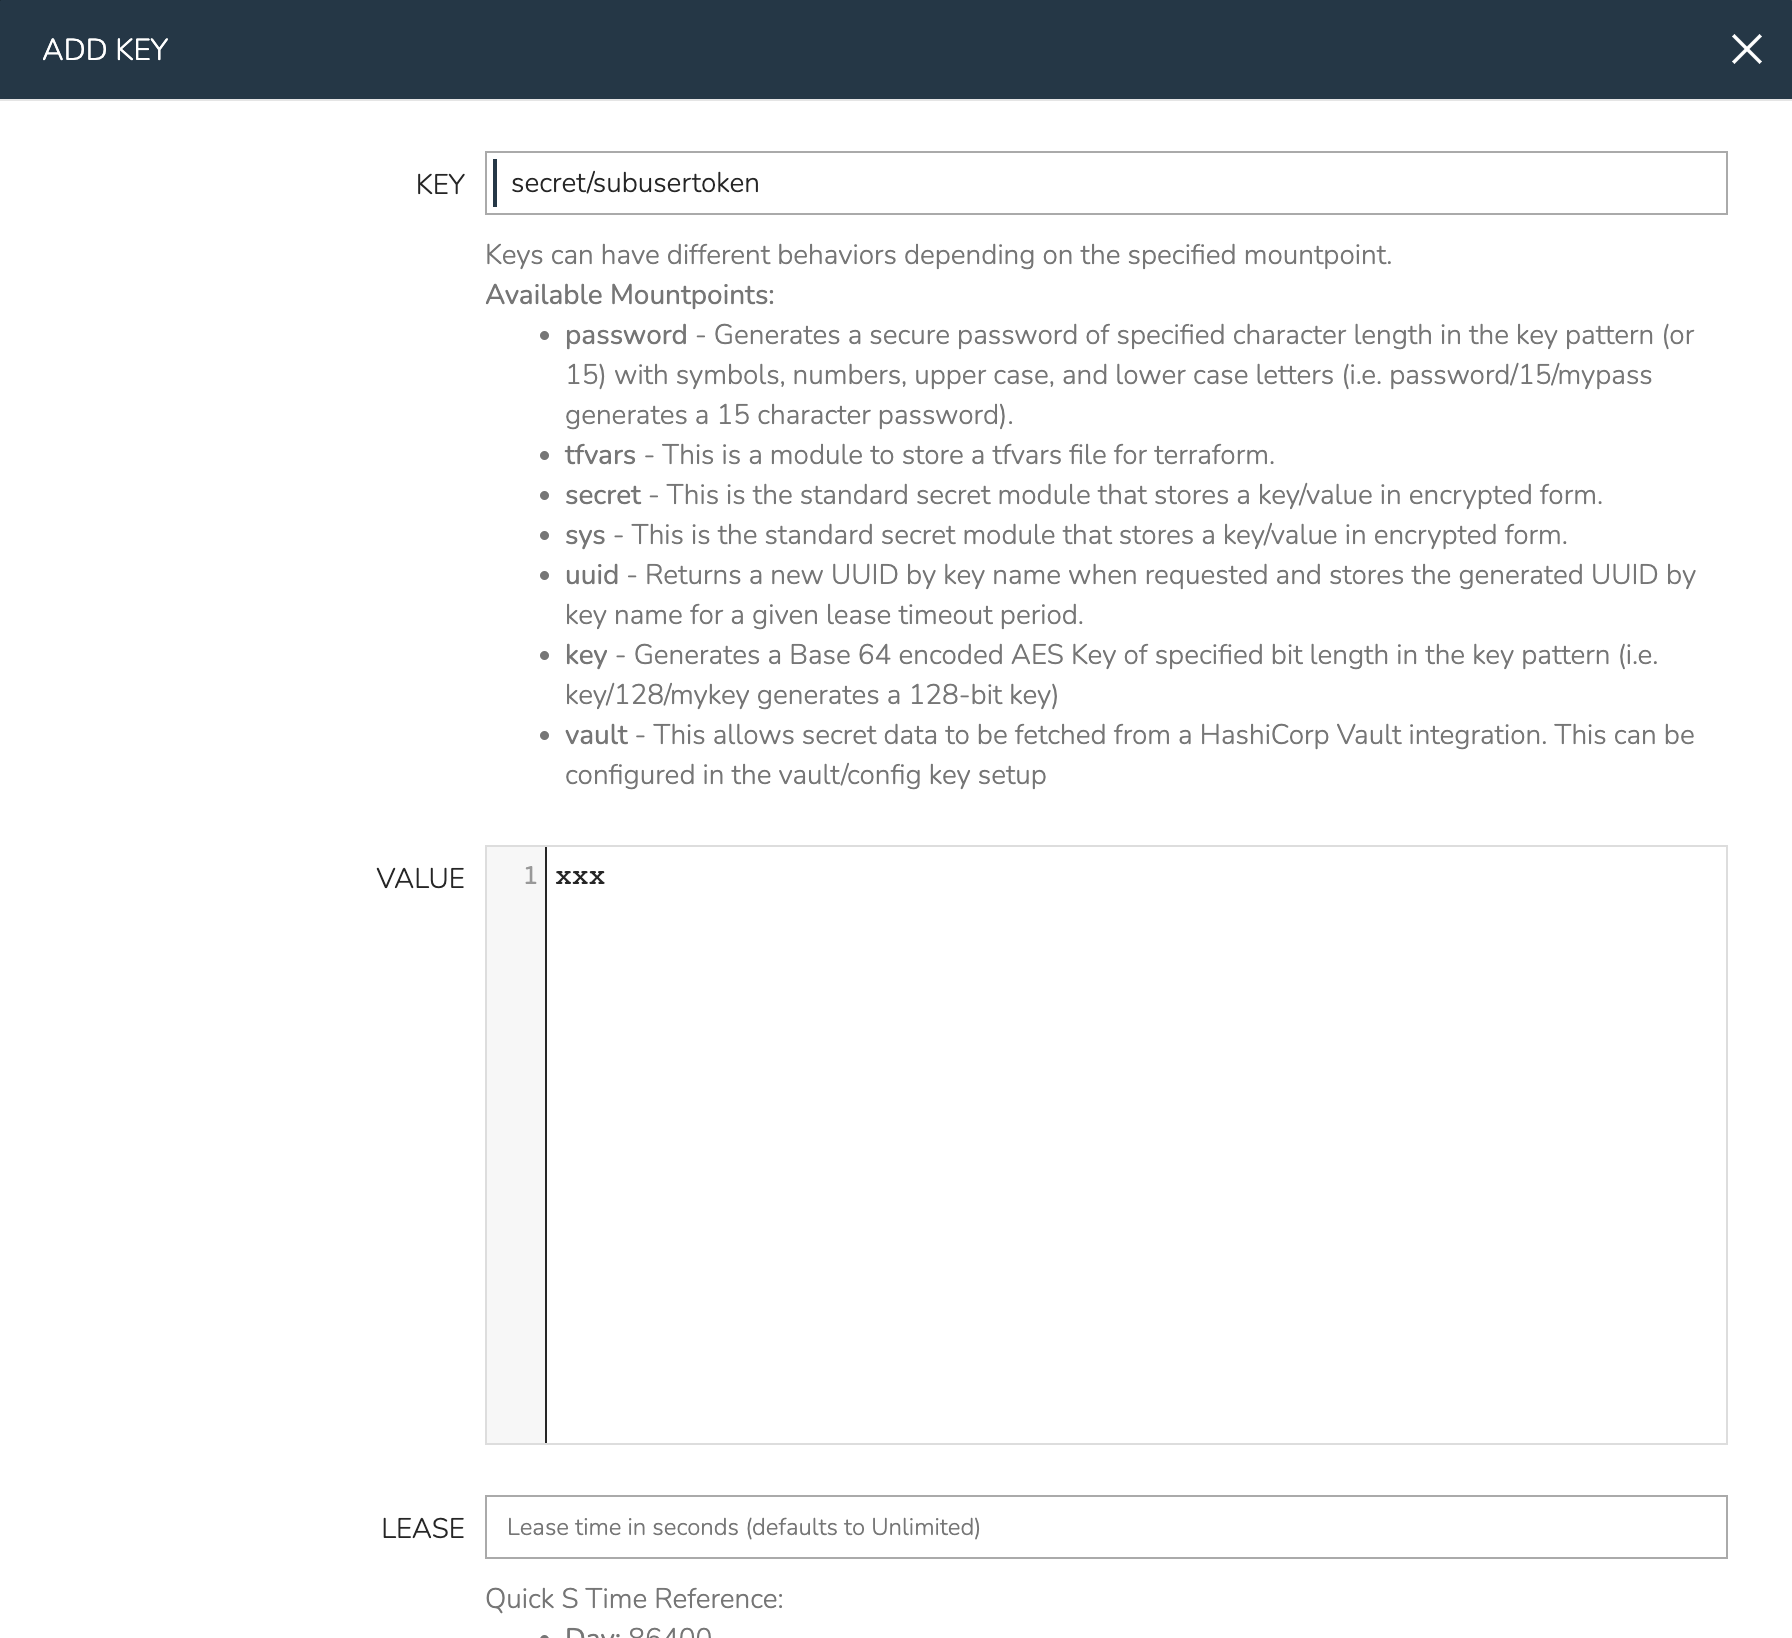 ADD KEY
KEY
secret/subusertoken
Keys can have different behaviors depending on the specified mountpoint.
Available Mountpoints:
• password - Generates a secure password of specified character length in the key pattern (or
15) with symbols, numbers, upper case, and lower case letters (i.e. password/15/mypass
generates a 15 character password).
• tfvars - This is a module to store a tfvars file for terraform.
• secret - This is the standard secret module that stores a key/value in encrypted form.
• sys - This is the standard secret module that stores a key/value in encrypted form.
• uuid - Returns a new UUID by key name when requested and stores the generated UUID by
key name for a given lease timeout period.
• key - Generates a Base 64 encoded AES Key of specified bit length in the key pattern (i.e.
key/128/mykey generates a 128-bit key)
• vault - This allows secret data to be fetched from a HashiCorp Vault integration. This can be
configured in the vault/config key setup
VALUE
1 xxx
LEASE
Lease time in seconds (defaults to Unlimited)
Quick S Time Reference:
• Day: 86400